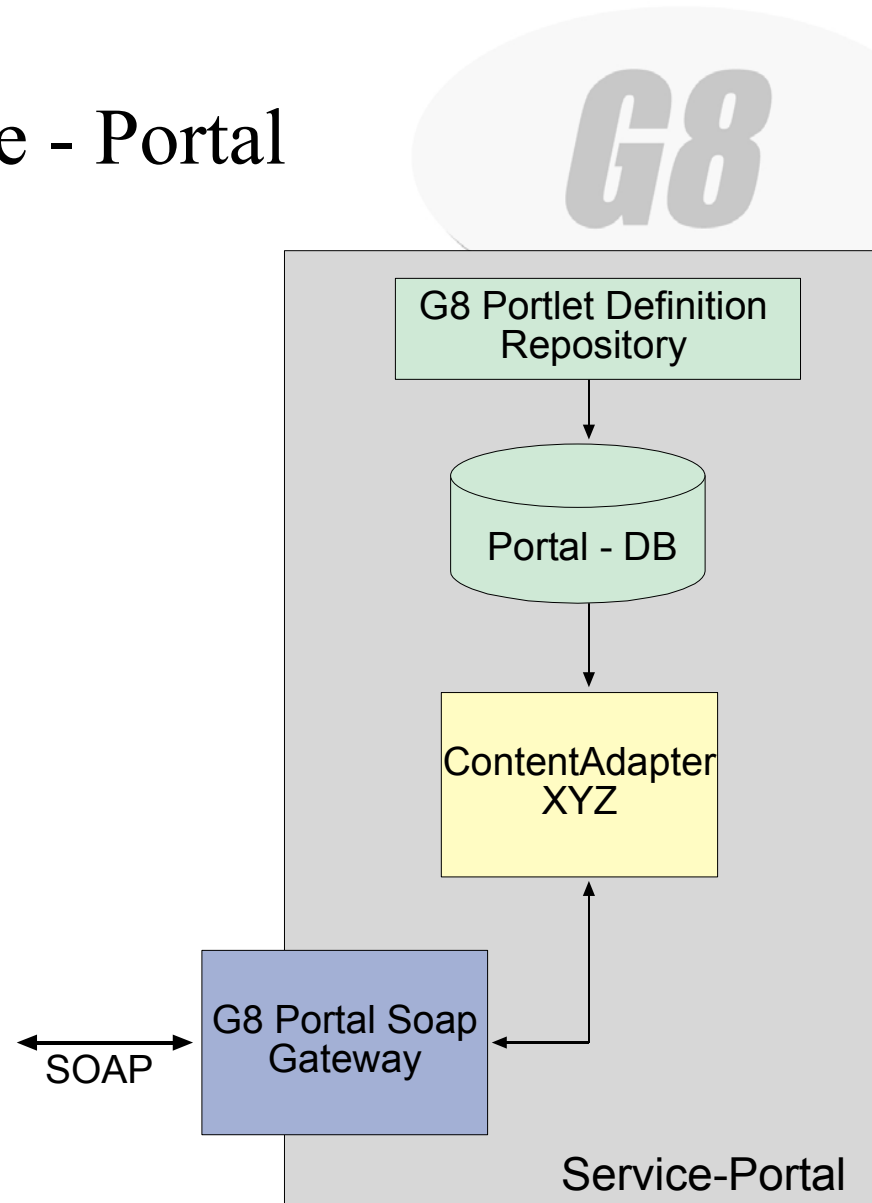 e - Portal
G8
G8 Portlet Definition
Repository
Portal - DB
ContentAdapter
XYZ
G8 Portal Soap
Gateway
SOAP
Service-Portal